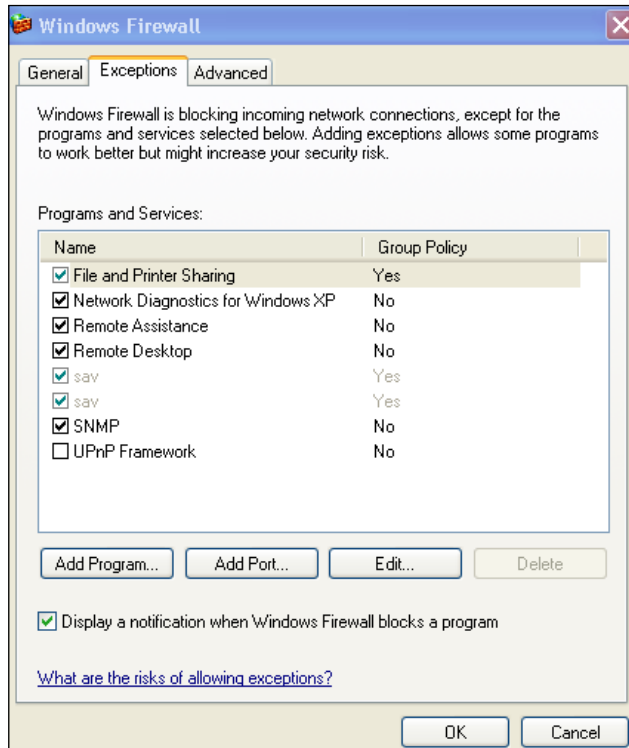 Windows Firewall
General Exceptions Advanced
Windows Firewall is blocking incoming network connections, except for the
programs and services selected below. Adding exceptions allows some programs
to work better but might increase your security risk.
Programs and Services:
Name Group Policy
File and Printer Sharing Yes
Network Diagnostics for Windows XP No
Remote Assistance No
Remote Desktop No
sav Yes
sav Yes
SNMP No
UPnP Framework No
Add Program... Add Port... Edit... Delete
Display a notification when Windows Firewall blocks a program
What are the risks of allowing exceptions?
OK Cancel